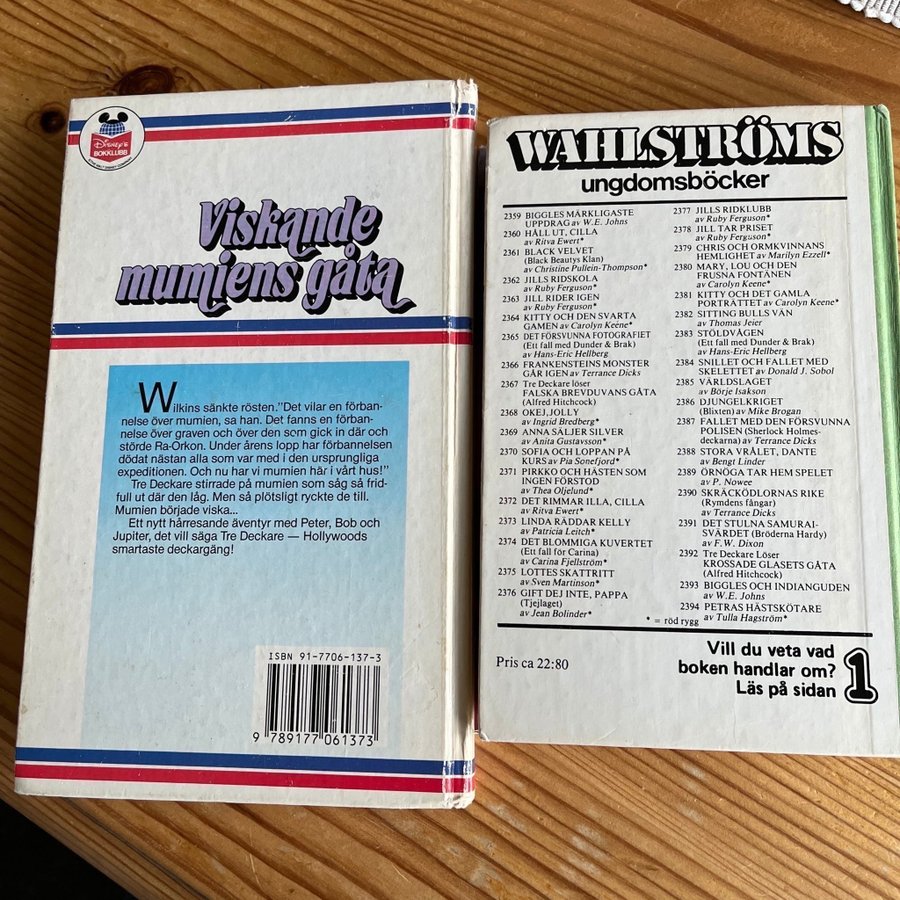 Disney's
BOKKLUBB
Viskande
mumiens gåta
Wilkins sänkte rösten."Det vilar en förban-
nelse över mumien, sa han. Det fanns en förban-
nelse över graven och över den som gick in där och
störde Ra-Orkon. Under årens lopp har förbannelsen
dödat nästan alla som var med i den ursprungliga
expeditionen. Och nu har vi mumien här i vårt hus!"
Tre Deckare stirrade på mumien som såg så frid-
full ut där den låg. Men så plötsligt ryckte de till.
Mumien började viska...
Ett nytt hårresande äventyr med Peter, Bob och
Jupiter, det vill säga Tre Deckare — Hollywoods
smartaste deckargäng!
ISBN 91-7706-137-3
9 789177 061373
WAHLSTRÖMS
ungdomsböcker
2359 BIGGLES MÄRKLIGASTE
UPPDRAG av W.E. Johns
2360 HÅLL UT, CILLA
av Ritva Ewert*
2361 BLACK VELVET
(Black Beautys Klan)
av Christine Pullein-Thompson*
2362 JILLS RIDSKOLA
av Ruby Ferguson*
2363 JILL RIDER IGEN
av Ruby Ferguson*
2364 KITTY OCH DEN SVARTA
GAMEN av Carolyn Keene*
2365 DET FÖRSVUNNA FOTOGRAFIET
(Ett fall med Dunder & Brak)
av Hans-Eric Hellberg
2366 FRANKENSTEINS MONSTER
GÅR IGEN av Terrance Dicks
2367 Tre Deckare löser
FALSKA BREVDUVANS GÅTA
(Alfred Hitchcock)
2368 OKEJ, JOLLY
av Ingrid Bredberg*
2369 ANNA SÄLJER SILVER
av Anita Gustavsson*
2370 SOFIA OCH LOPPAN PÅ
KURS av Pia Sonefjord*
2371 PIRKKO OCH HÄSTEN SOM
INGEN FÖRSTOD
av Thea Oljelund*
2372 DET RIMMAR ILLA, CILLA
av Ritva Ewert*
2373 LINDA RÄDDAR KELLY
av Patricia Leitch*
2374 DET BLOMMIGA KUVERTET
(Ett fall för Carina)
av Carina Fjellström*
2375 LOTTES SKATTRITT
av Sven Martinson*
2376 GIFT DEJ INTE, PAPPA
(Tjejlaget)
av Jean Bolinder*
2377 JILLS RIDKLUBB
av Ruby Ferguson*
2378 JILL TAR PRISET
av Ruby Ferguson*
2379 CHRIS OCH ORMKVINNANS
HEMLIGHET av Marilyn Ezzell*
2380 MARY, LOU OCH DEN
FRUSNA FONTÄNEN
av Carolyn Keene*
2381 KITTY OCH DET GAMLA
PORTRÄTTET av Carolyn Keene*
2382 SITTING BULLS VÄN
av Thomas Jeier
2383 STÖLDVÅGEN
(Ett fall med Dunder & Brak)
av Hans-Eric Hellberg
2384 SNILLET OCH FALLET MED
SKELETTET av Donald J. Sobol
2385 VÄRLDSLAGET
av Börje Isakson
2386 DJUNGELKRIGET
(Blixten) av Mike Brogan
2387 FALLET MED DEN FÖRSVUNNA
POLISEN (Sherlock Holmes-
deckarna) av Terrance Dicks
2388 STORA VRÅLET, DANTE
av Bengt Linder
2389 ÖRNÖGA TAR HEM SPELET
av P. Nowee
2390 SKRÄCKÖDLORNAS RIKE
(Rymdens fångar)
av Terrance Dicks
2391 DET STULNA SAMURAI-
SVÄRDET (Bröderna Hardy)
av F.W. Dixon
2392 Tre Deckare Löser
KROSSADE GLASETS GÅTA
(Alfred Hitchcock)
2393 BIGGLES OCH INDIANGUDEN
av W.E. Johns
2394 PETRAS HÄSTSKÖTARE
av Tulla Hagström*
* = röd rygg
Pris ca 22:80
Vill du veta vad
boken handlar om?
Läs på sidan 1